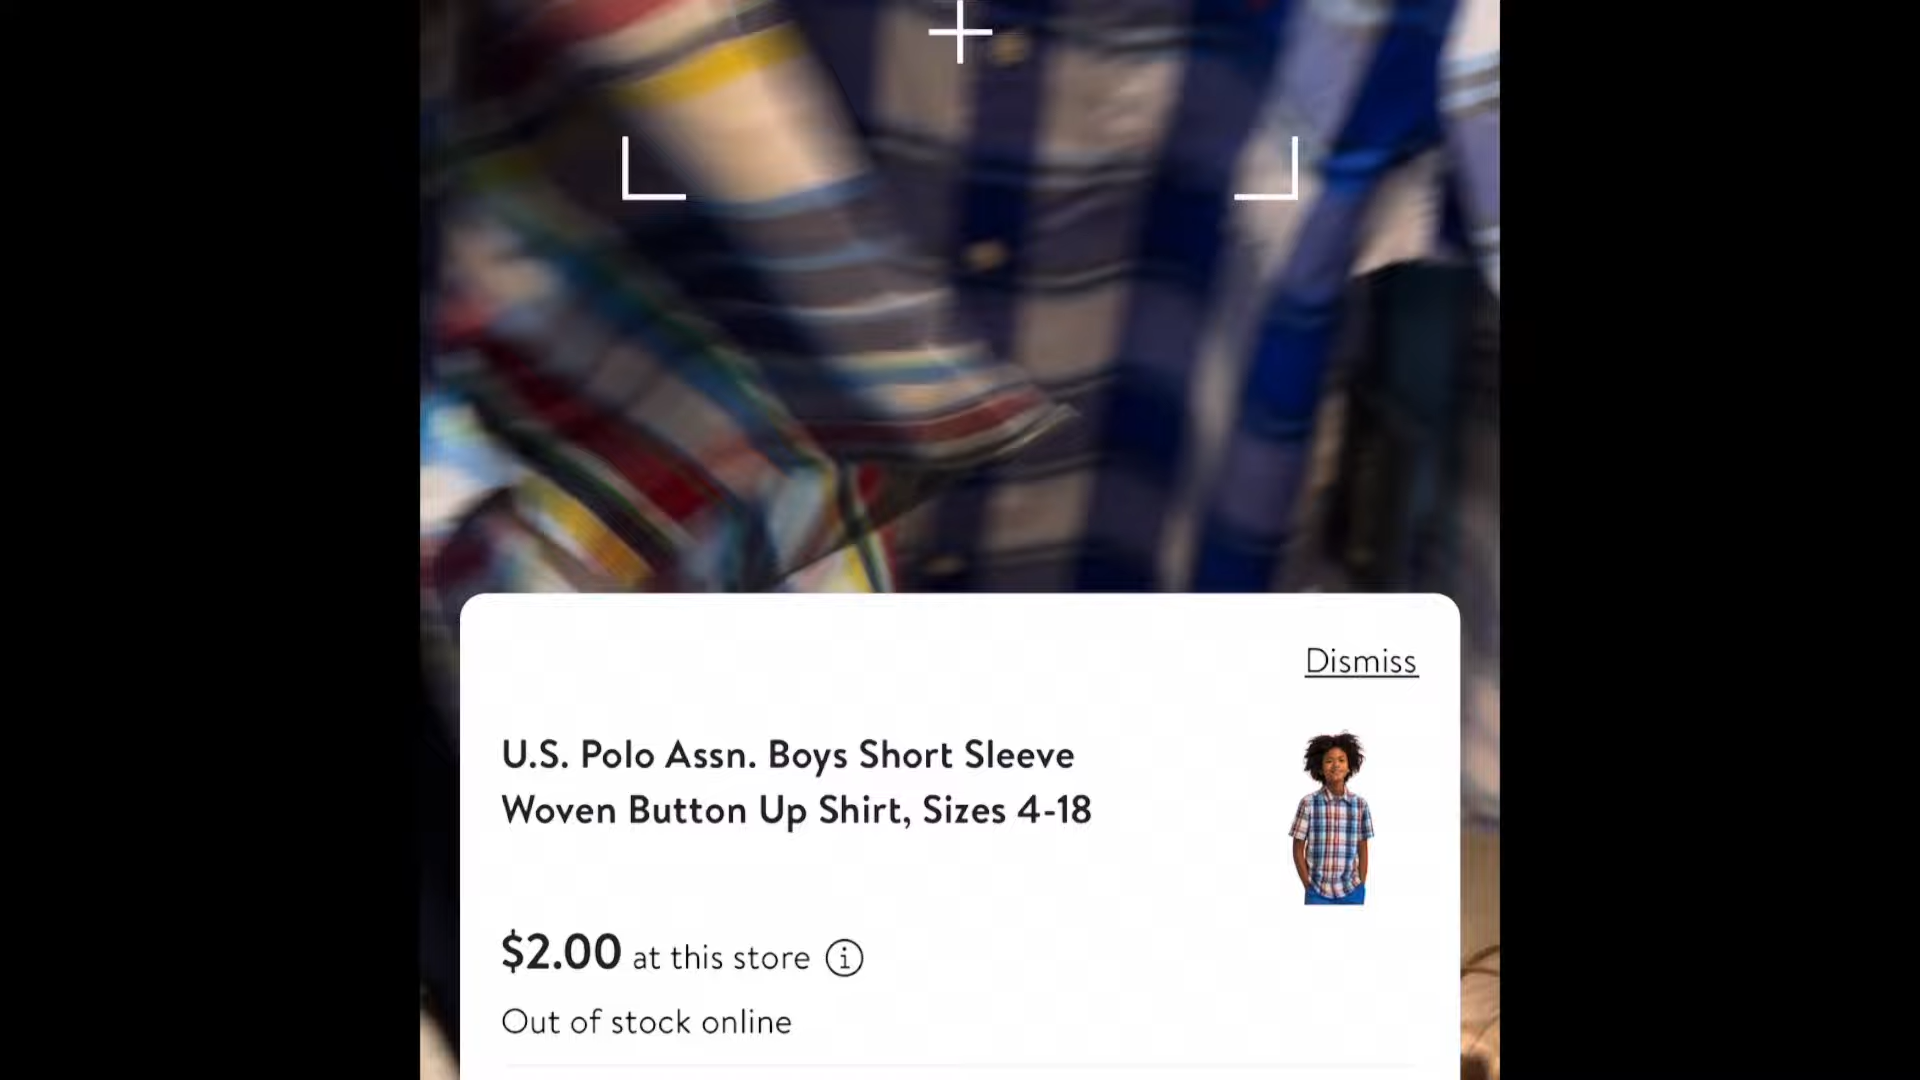 Dismiss
U.S. Polo Assn. Boys Short Sleeve
Woven Button Up Shirt, Sizes 4-18
$2.00 at this store
Out of stock online